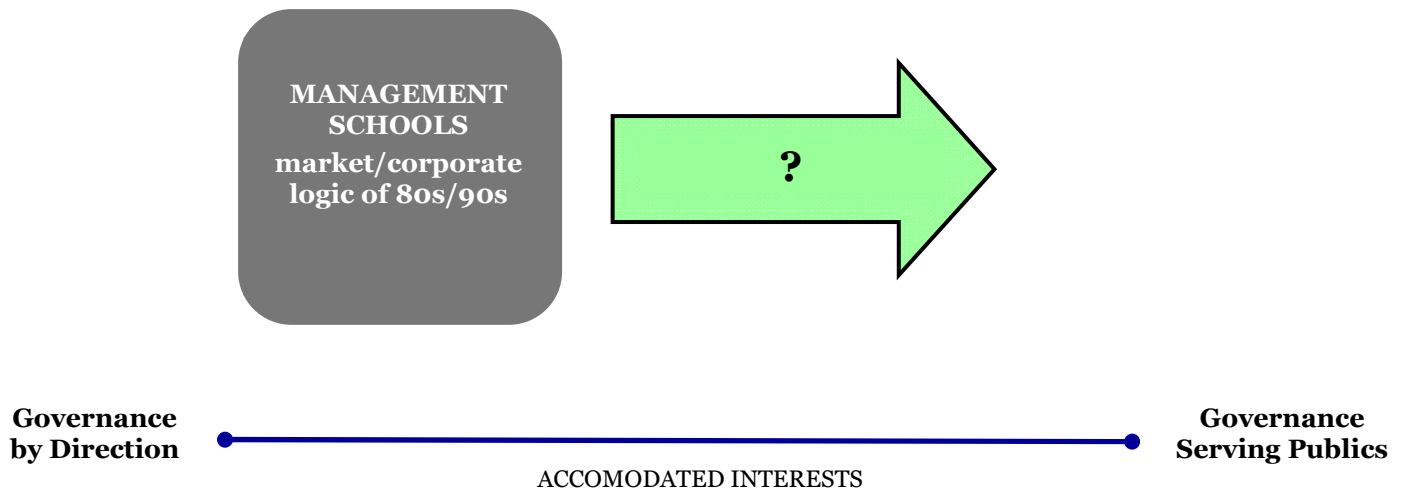 MANAGEMENT
SCHOOLS
market/corporate
logic of 80s/90s
?
Governance
by Direction
Governance
Serving Publics
ACCOMODATED INTERESTS